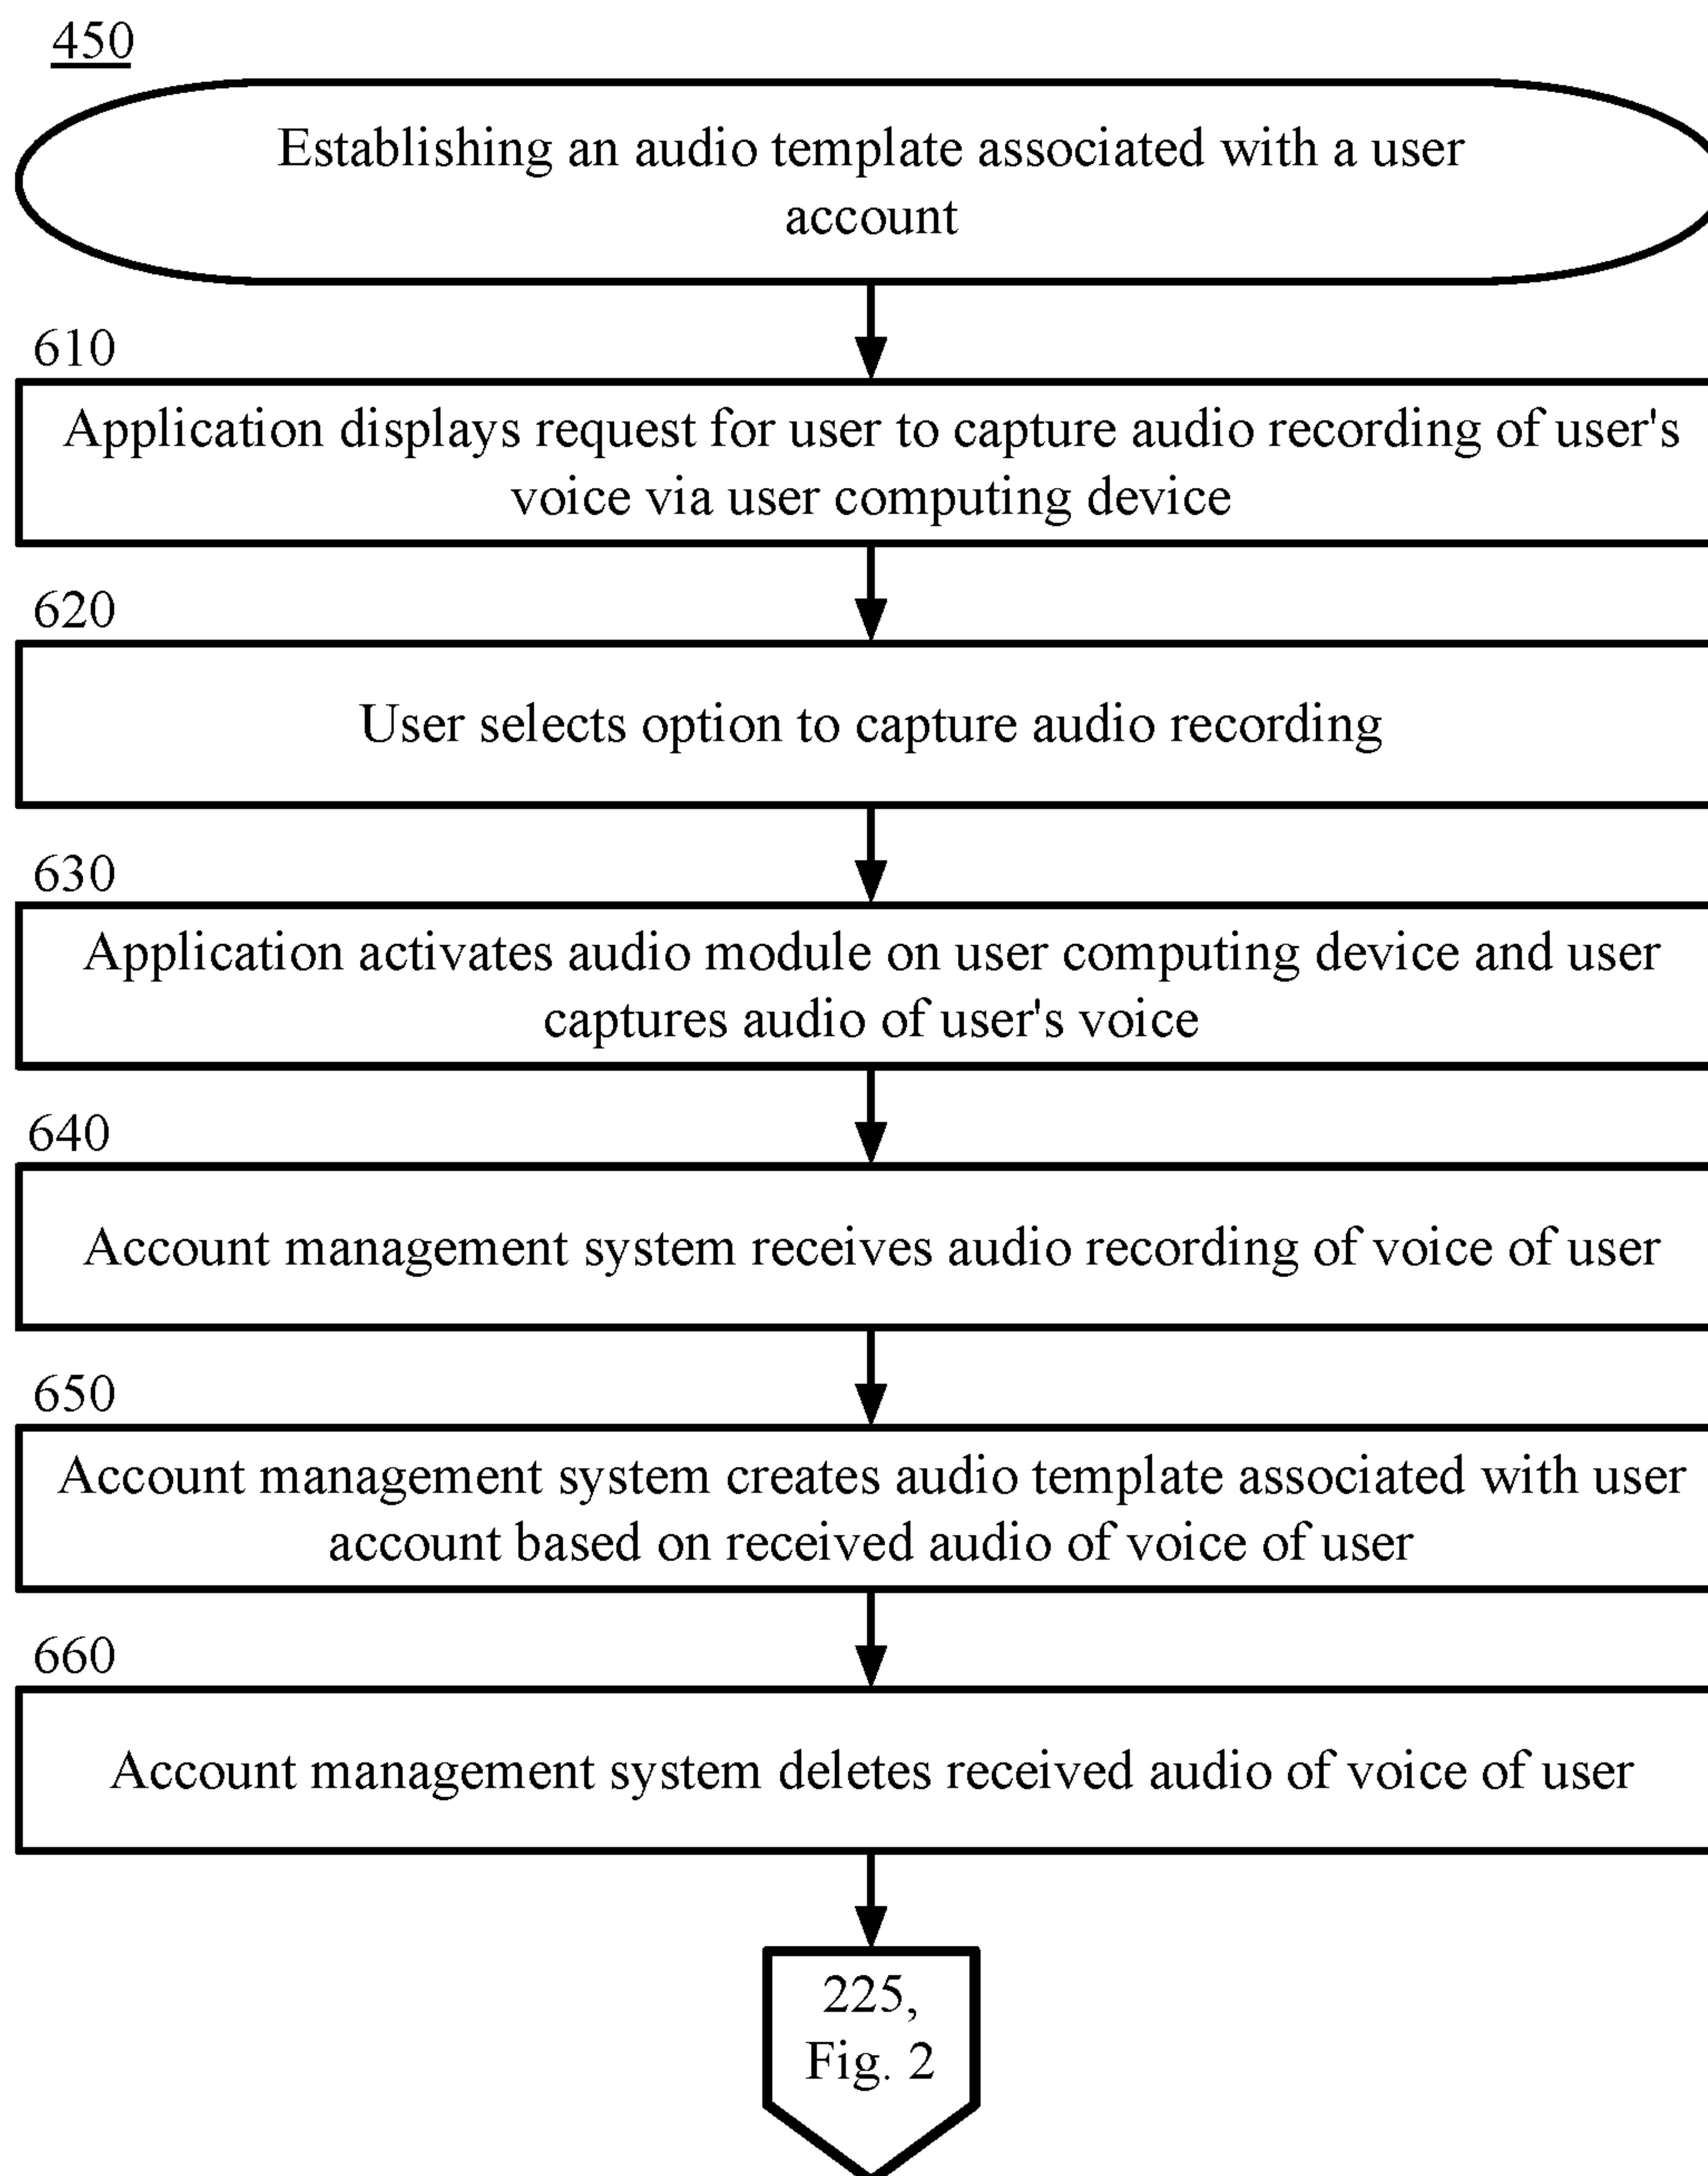 450
Establishing an audio template associated with a user
account
610
Application displays request for user to capture audio recording of user's
voice via user computing device
620
User selects option to capture audio recording
630
Application activates audio module on user computing device and user
captures audio of user's voice
640
Account management system receives audio recording of voice of user
650
Account management system creates audio template associated with user
account based on received audio of voice of user
660
Account management system deletes received audio of voice of user
225,
Fig. 2